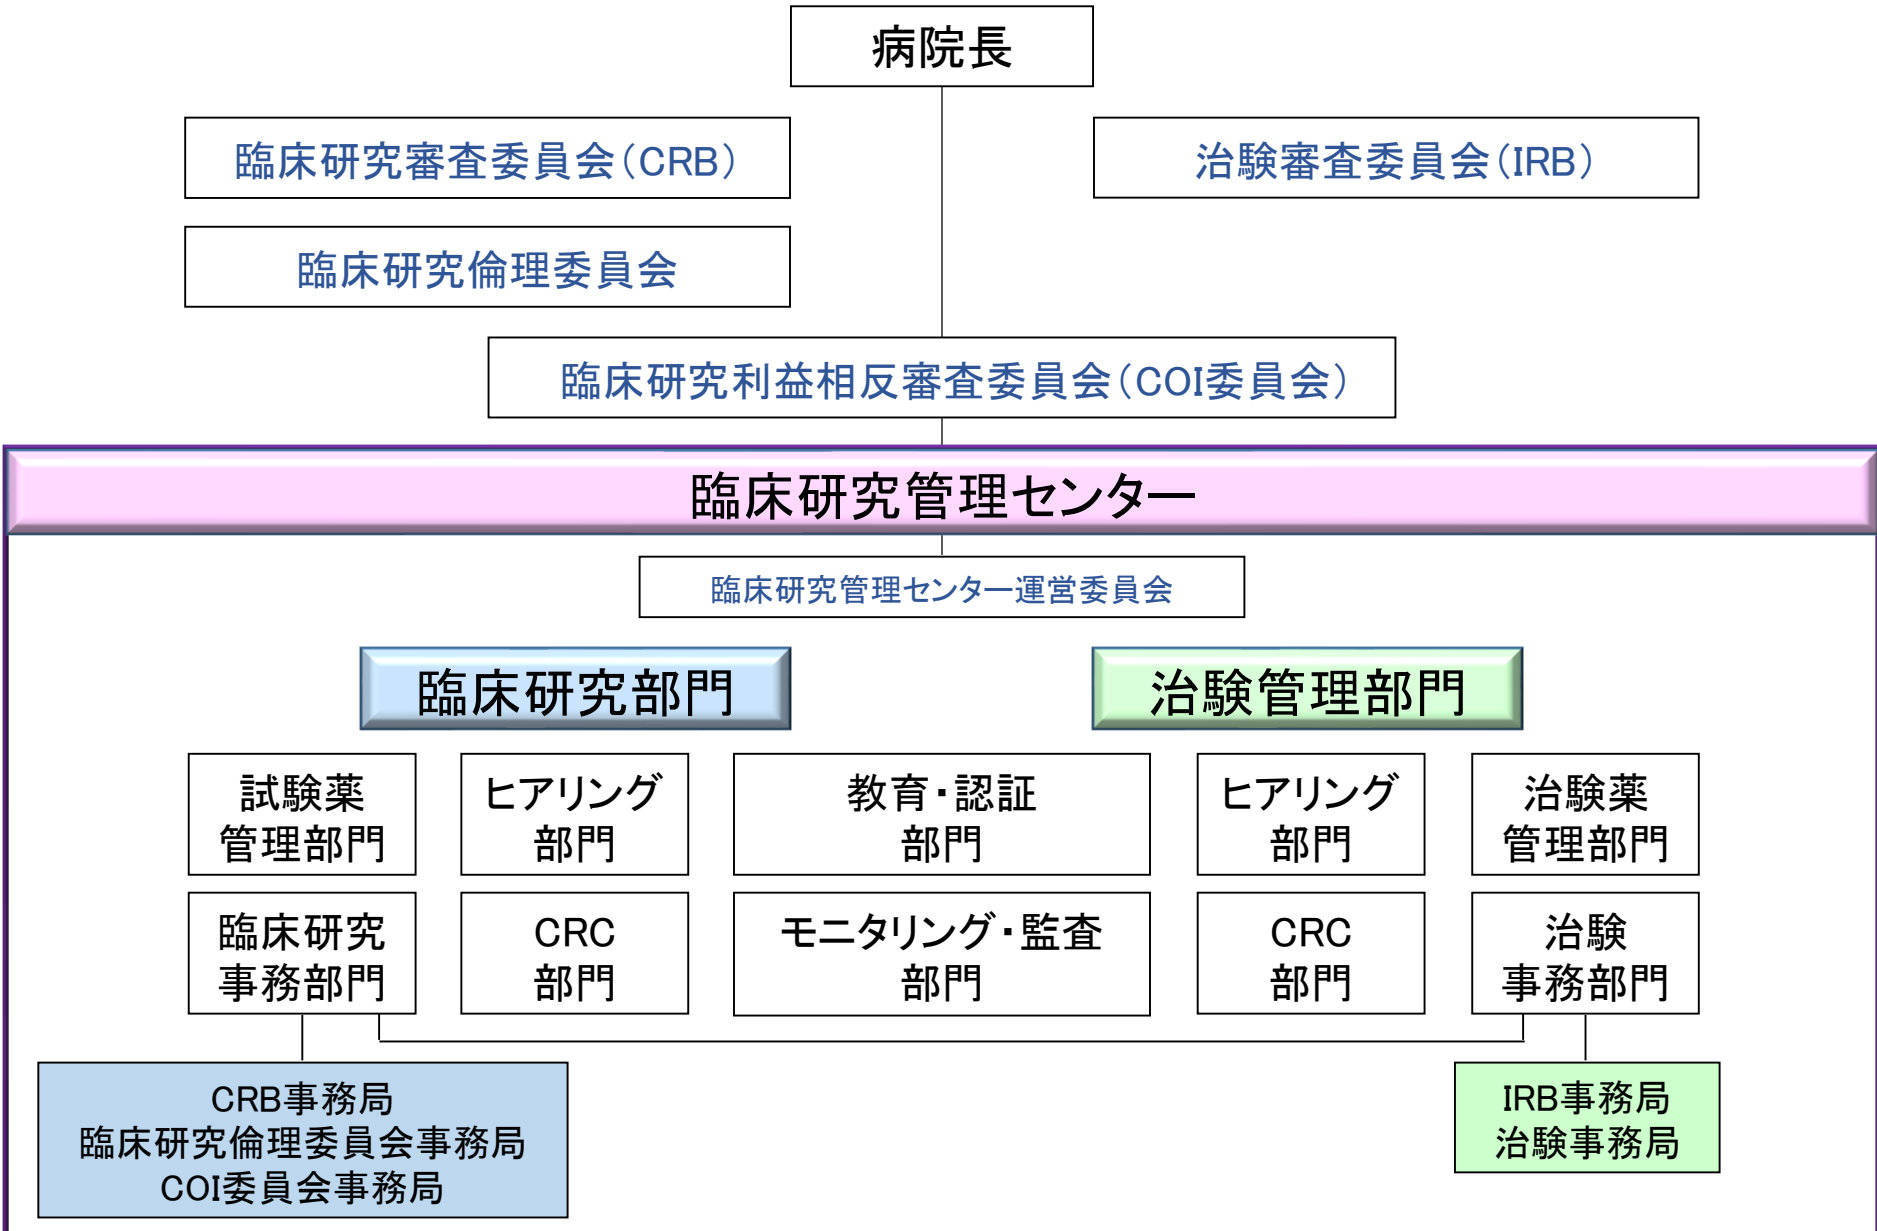 病院長
臨床研究審査委員会（CRB）
治験審査委員会（IRB）
臨床研究倫理委員会
臨床研究利益相反審査委員会（COI委員会）
臨床研究管理センター
臨床研究管理センター運営委員会
臨床研究部門
治験管理部門
試験薬
管理部門
ヒアリング
部門
教育・認証
部門
ヒアリング
部門
治験薬
管理部門
臨床研究
事務部門
CRC
部門
モニタリング・監査
部門
CRC
部門
治験
事務部門
CRB事務局
臨床研究倫理委員会事務局
COI委員会事務局
IRB事務局
治験事務局